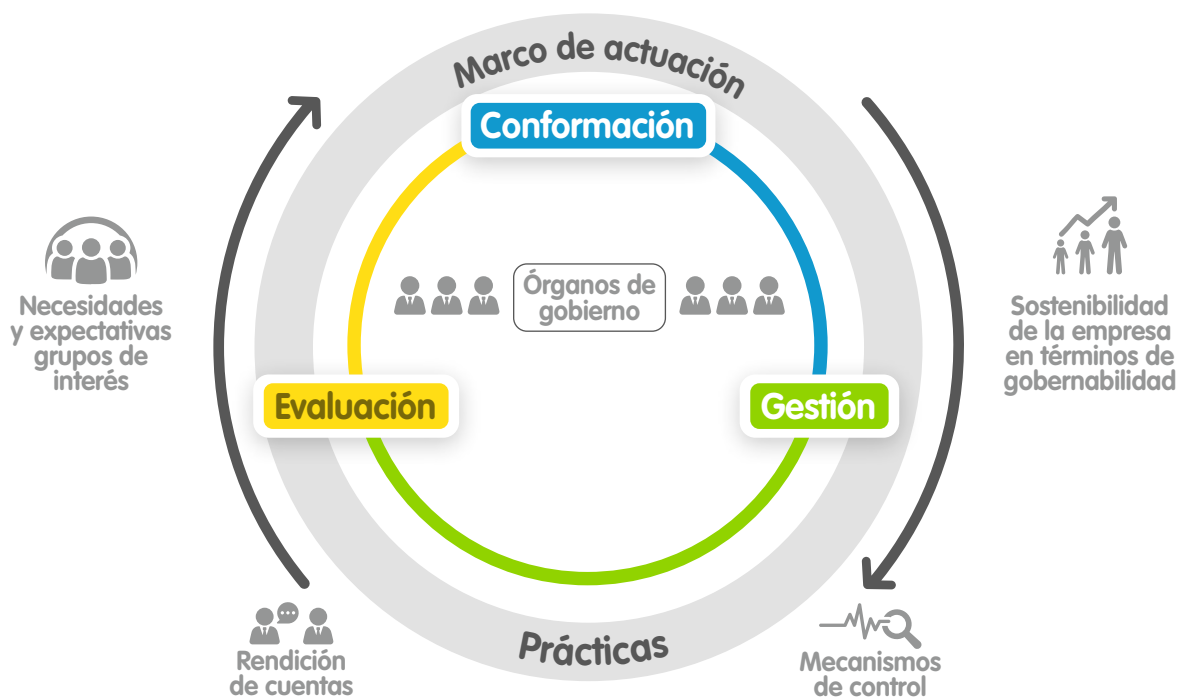 Marco de actuación
Conformación
Órganos de
gobierno
Necesidades
y expectativas
grupos de
interés
Sostenibilidad
de la empresa
en términos de
gobernabilidad
Evaluación
Gestión
Prácticas
Rendición
de cuentas
Mecanismos
de control